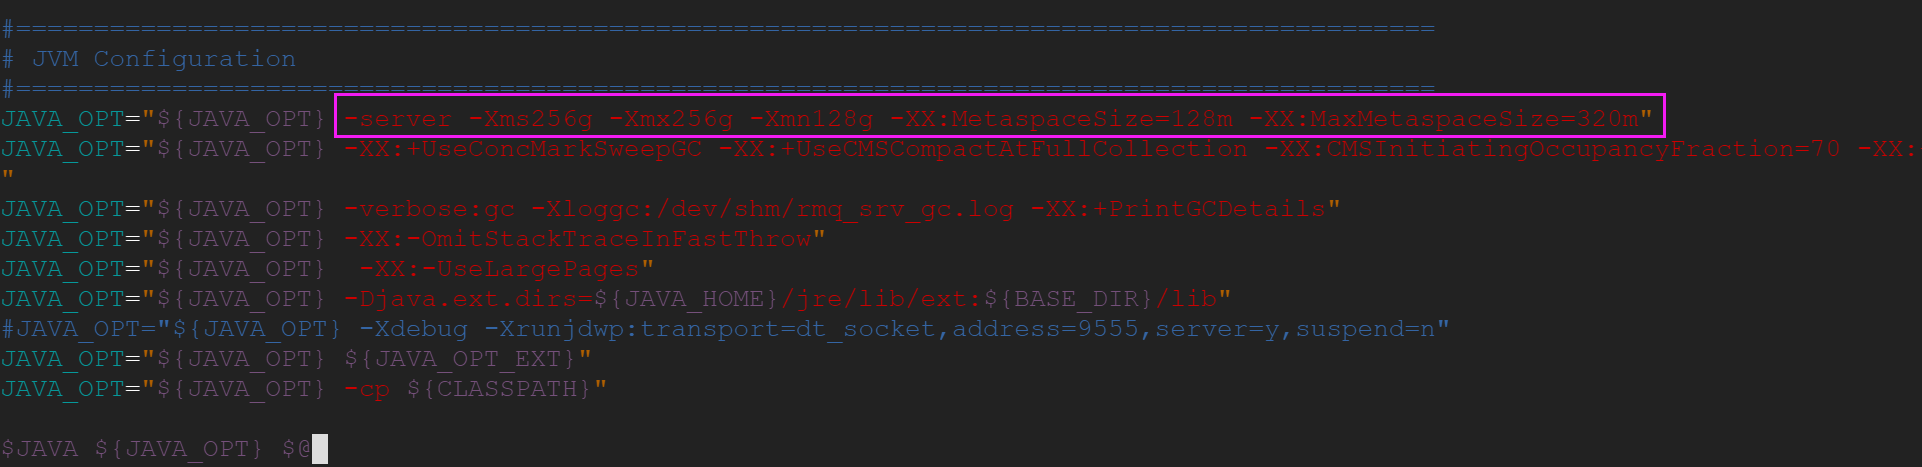 #===========================================================================================
# JVM Configuration
#===========================================================================================
JAVA_OPT="${JAVA_OPT} -server -Xms256g -Xmx256g -Xmn128g -XX:MetaspaceSize=128m -XX:MaxMetaspaceSize=320m"
JAVA_OPT="${JAVA_OPT} -XX:+UseConcMarkSweepGC -XX:+UseCMSCompactAtFullCollection -XX:CMSInitiatingOccupancyFraction=70 -XX:
"
JAVA_OPT="${JAVA_OPT} -verbose:gc -Xloggc:/dev/shm/rmq_srv_gc.log -XX:+PrintGCDetails"
JAVA_OPT="${JAVA_OPT} -XX:-OmitStackTraceInFastThrow"
JAVA_OPT="${JAVA_OPT}  -XX:-UseLargePages"
JAVA_OPT="${JAVA_OPT} -Djava.ext.dirs=${JAVA_HOME}/jre/lib/ext:${BASE_DIR}/lib"
#JAVA_OPT="${JAVA_OPT} -Xdebug -Xrunjdwp:transport=dt_socket,address=9555,server=y,suspend=n"
JAVA_OPT="${JAVA_OPT} ${JAVA_OPT_EXT}"
JAVA_OPT="${JAVA_OPT} -cp ${CLASSPATH}"
$JAVA ${JAVA_OPT} $@